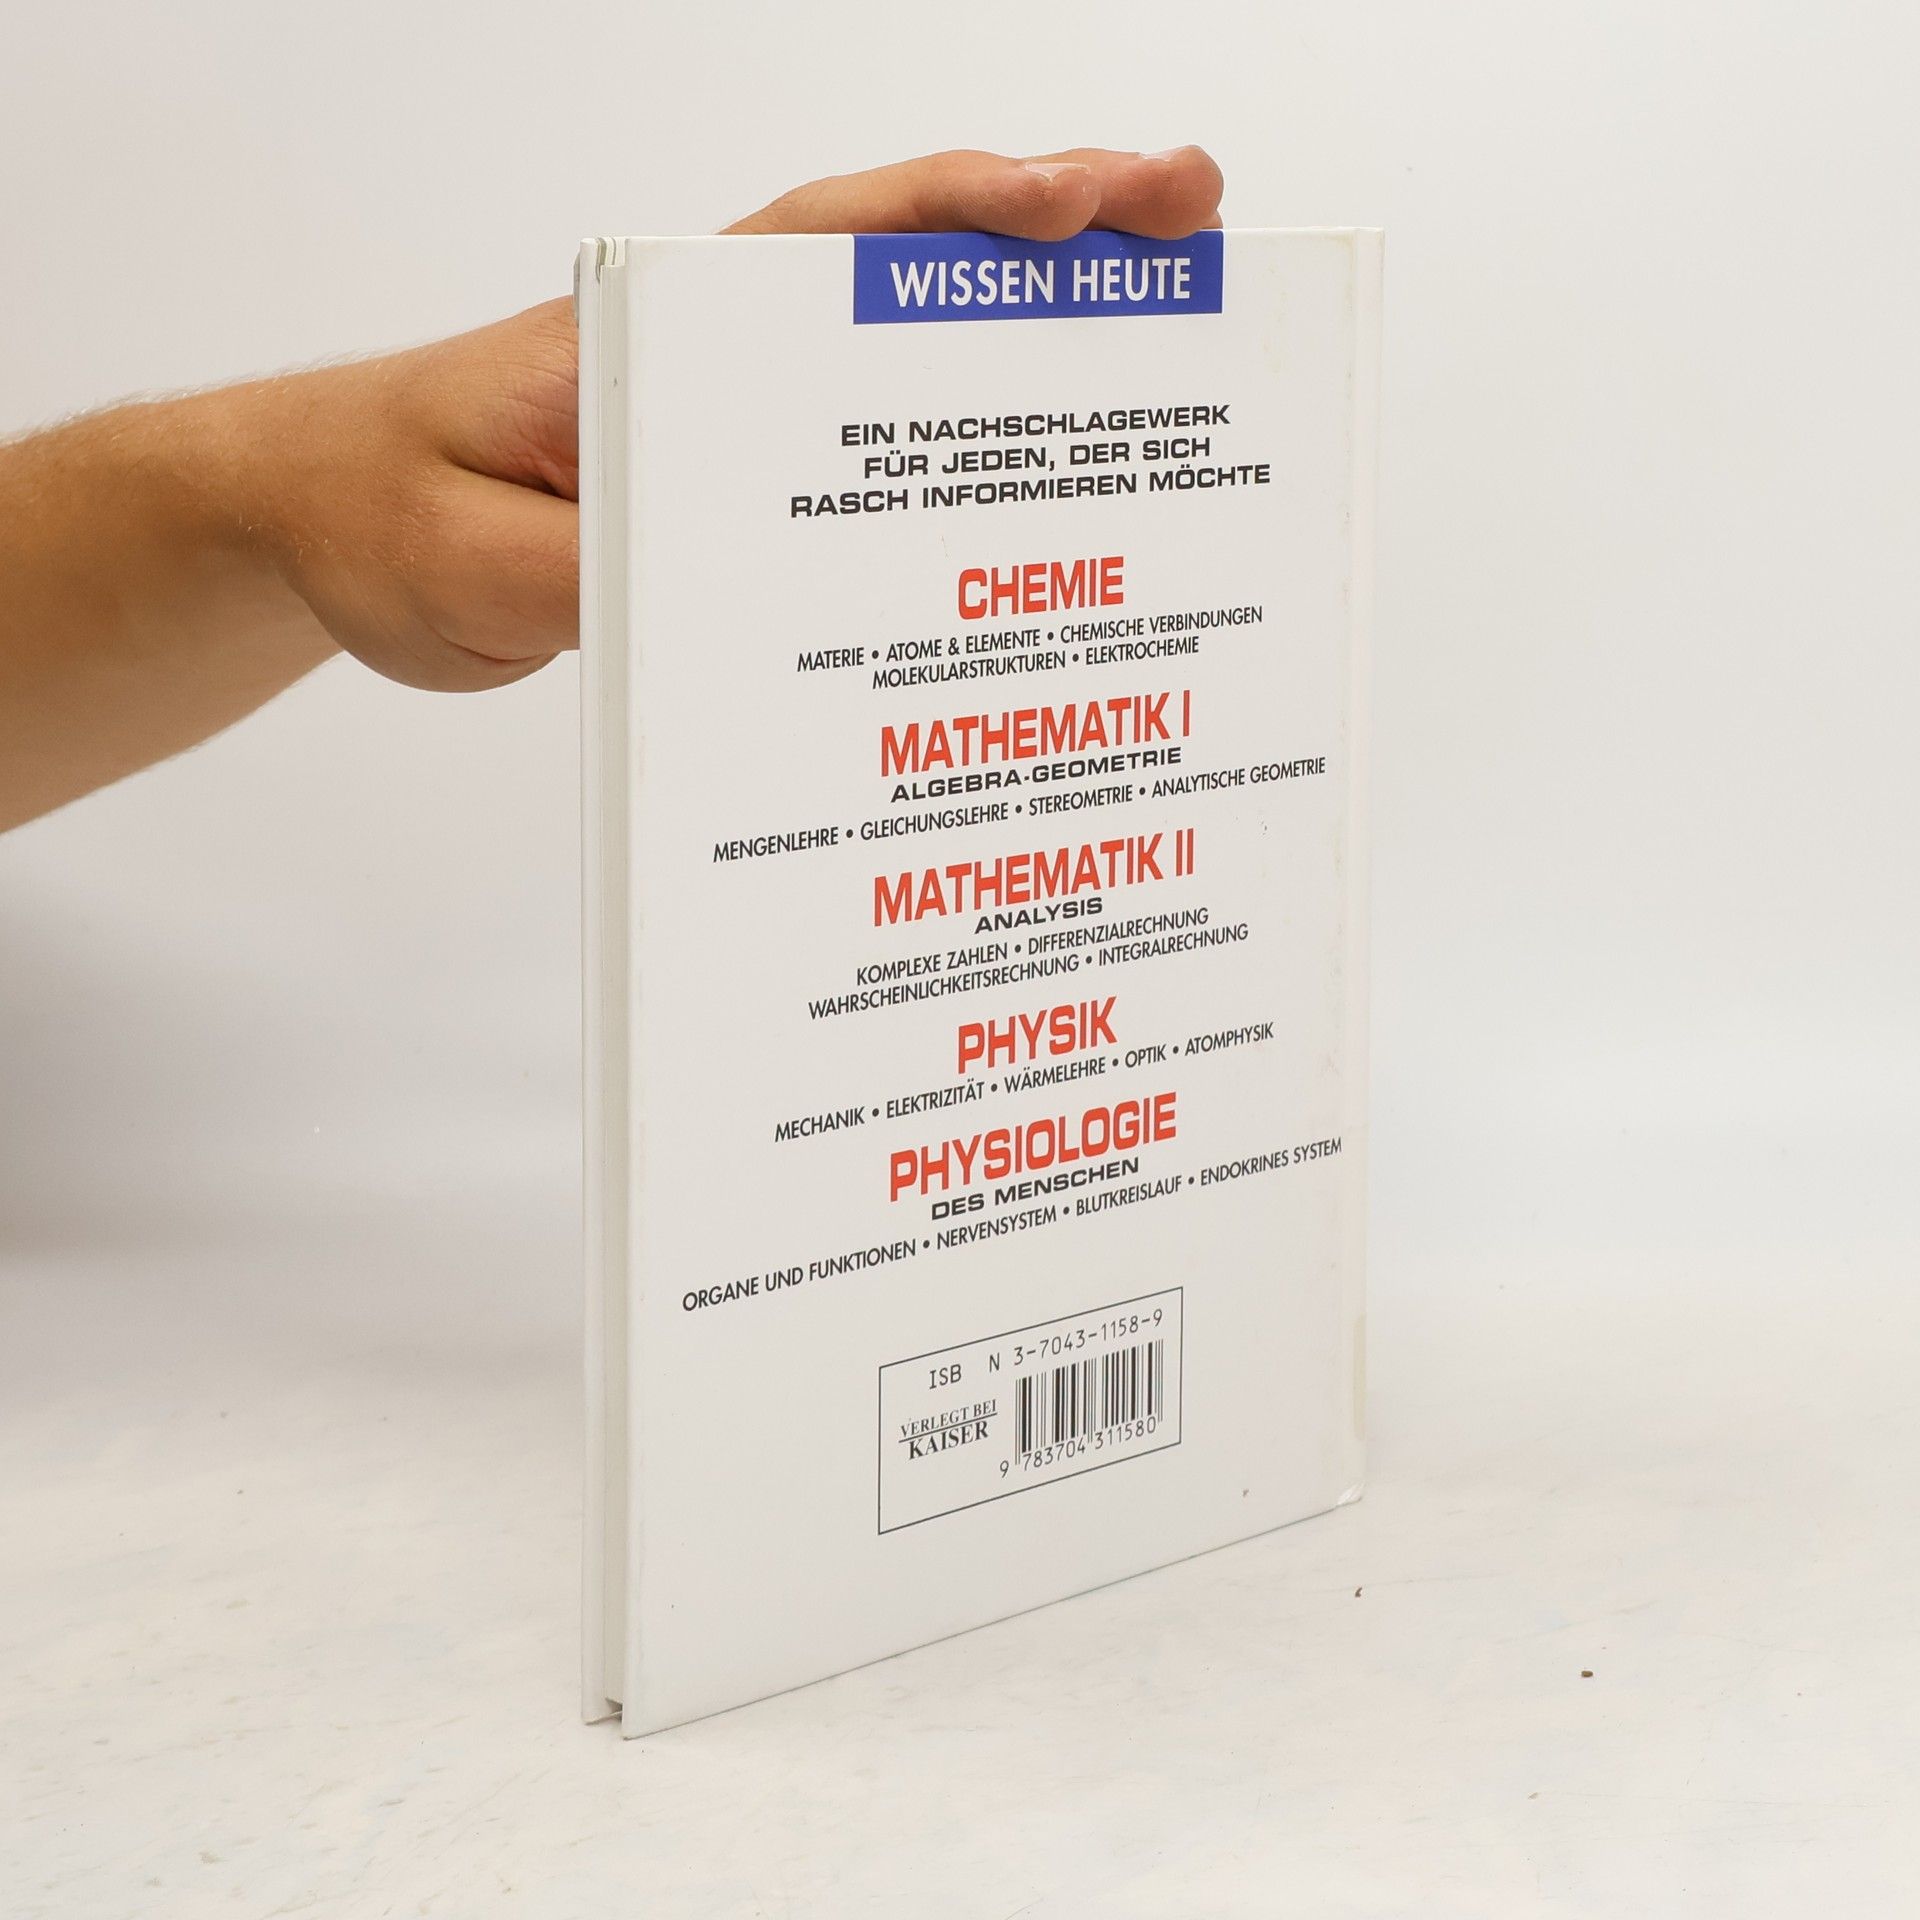 WISSEN HEUTE
EIN NACHSCHLAGEWERK
FÜR JEDEN, DER SICH
RASCH INFORMIEREN MÖCHTE
CHEMIE
MATERIE • ATOME & ELEMENTE • CHEMISCHE VERBINDUNGEN
MOLEKULARSTRUKTUREN • ELEKTROCHEMIE
MATHEMATIK I
ALGEBRA-GEOMETRIE
MENGENLEHRE • GLEICHUNGSLEHRE • STEREOMETRIE • ANALYTISCHE GEOMETRIE
MATHEMATIK II
ANALYSIS
KOMPLEXE ZAHLEN • DIFFERENZIALRECHNUNG
WAHRSCHEINLICHKEITSRECHNUNG • INTEGRALRECHNUNG
PHYSIK
MECHANIK • ELEKTRIZITÄT • WÄRMELEHRE • OPTIK • ATOMPHYSIK
PHYSIOLOGIE
DES MENSCHEN
ORGANE UND FUNKTIONEN • NERVENSYSTEM • BLUTKREISLAUF • ENDOKRINES SYSTEM
ISB N 3-7043-1158-9
VERLEGT BEI
KAISER
9 783704 311580